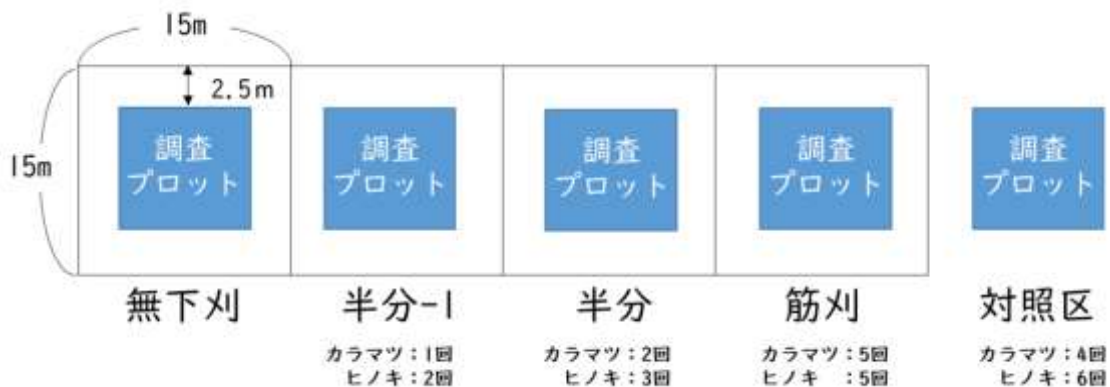 15m
2.5m
15m
調査
プロット
調査
プロット
調査
プロット
調査
プロット
調査
プロット
無下刈
半分-1
半分
筋刈
対照区
カラマツ：1回
ヒノキ：2回
カラマツ：2回
ヒノキ：3回
カラマツ：5回
ヒノキ　：5回
カラマツ：4回
ヒノキ：6回